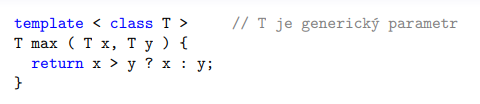 template < class T >     // T je generický parametr
T max ( T x, T y ) {
  return x > y ? x : y;
}